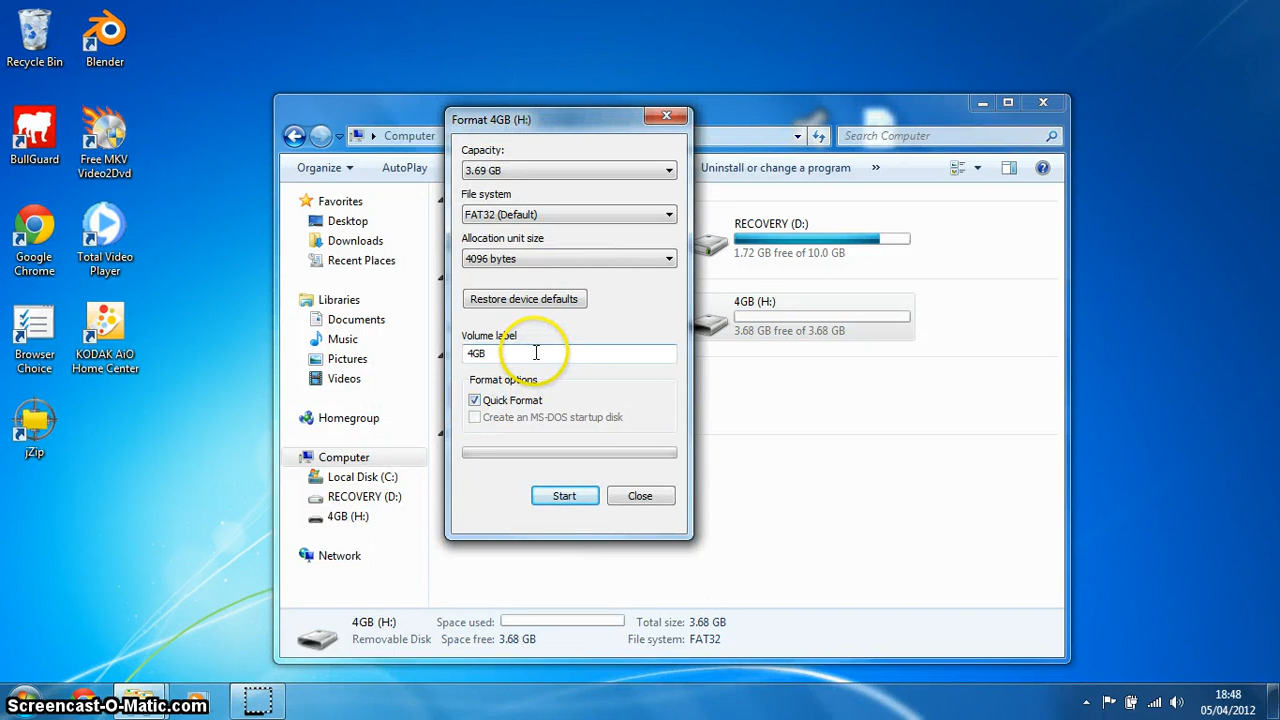 Recycle Bin
Blender
BullGuard
Free MKV
Video2Dvd
Google
Chrome
Total Video
Player
Browser
Choice
KODAK AiO
Home Center
jZip
Computer
Search Computer
Organize
AutoPlay
Uninstall or change a program
»
Favorites
Desktop
Downloads
Recent Places
Libraries
Documents
Music
Pictures
Videos
Homegroup
Computer
Local Disk (C:)
RECOVERY (D:)
4GB (H:)
Network
Format 4GB (H:)
Capacity:
3.69 GB
File system
FAT32 (Default)
Allocation unit size
4096 bytes
Restore device defaults
Volume label
4GB
Format options
Quick Format
Create an MS-DOS startup disk
Start
Close
RECOVERY (D:)
1.72 GB free of 10.0 GB
4GB (H:)
3.68 GB free of 3.68 GB
4GB (H:) Space used: Total size: 3.68 GB
Removable Disk Space free: 3.68 GB File system: FAT32
Screencast-O-Matic.com
18:48
05/04/2012